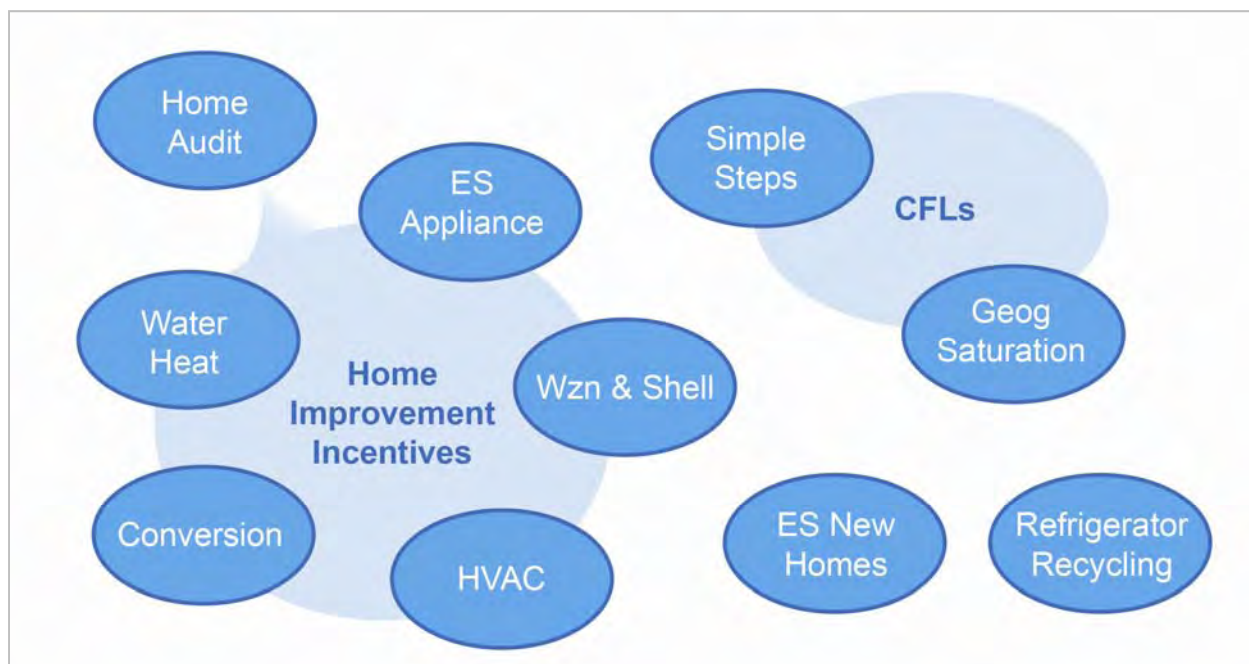 Home
Audit
ES
Appliance
Water
Heat
Home
Improvement
Incentives
Wzn & Shell
Conversion
HVAC
Simple
Steps
CFLs
Geog
Saturation
ES New
Homes
Refrigerator
Recycling